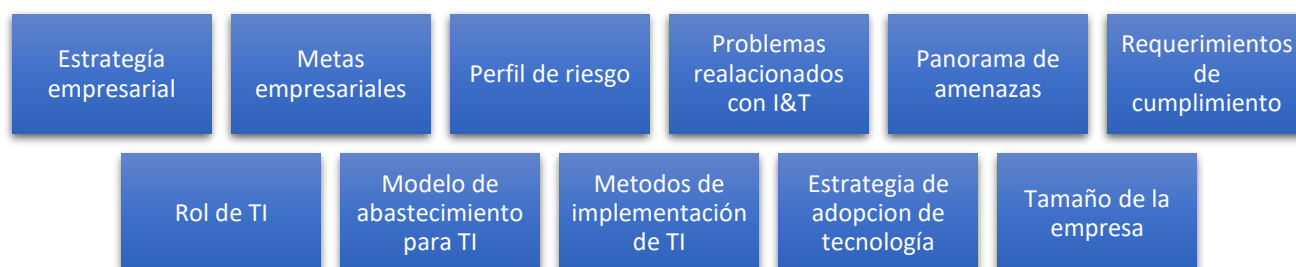 Estrategía
empresarial
Metas
empresariales
Perfil de riesgo
Problemas
realacionados
con I&T
Panorama de
amenazas
Requerimientos
de
cumplimiento
Rol de TI
Modelo de
abastecimiento
para TI
Metodos de
implementación
de TI
Estrategia de
adopcion de
tecnología
Tamaño de la
empresa